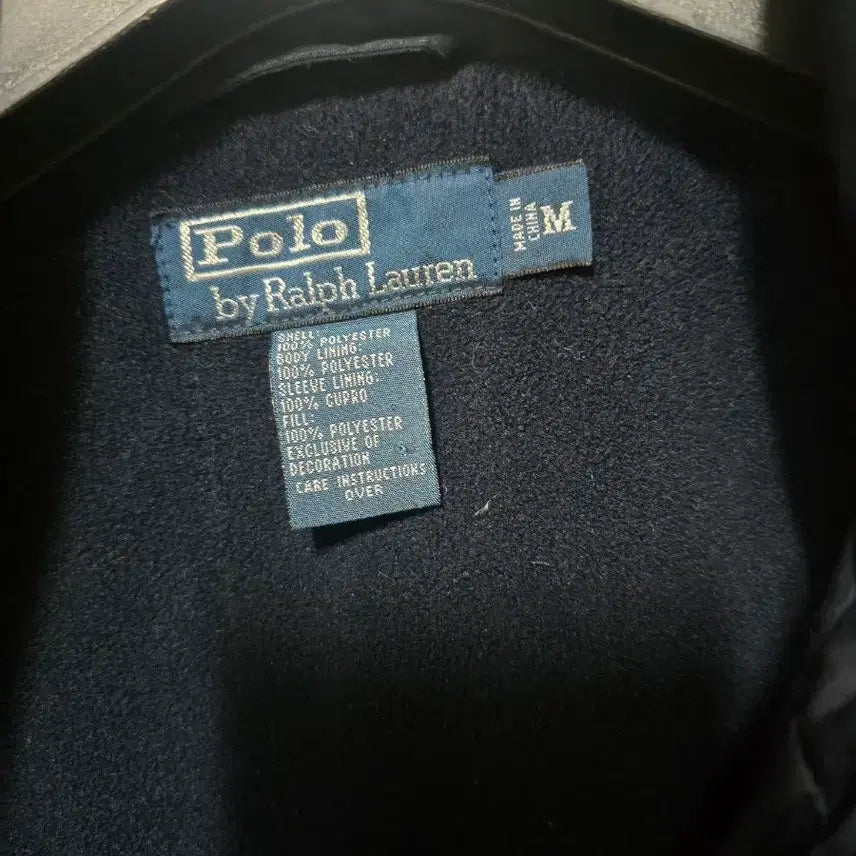 Polo
by Ralph Lauren
MADE IN
CHINA
M
SHELL:
100% POLYESTER
BODY LINING:
100% POLYESTER
SLEEVE LINING:
100% CUPRO
FILL:
100% POLYESTER
EXCLUSIVE OF
DECORATION
CARE INSTRUCTIONS
OVER